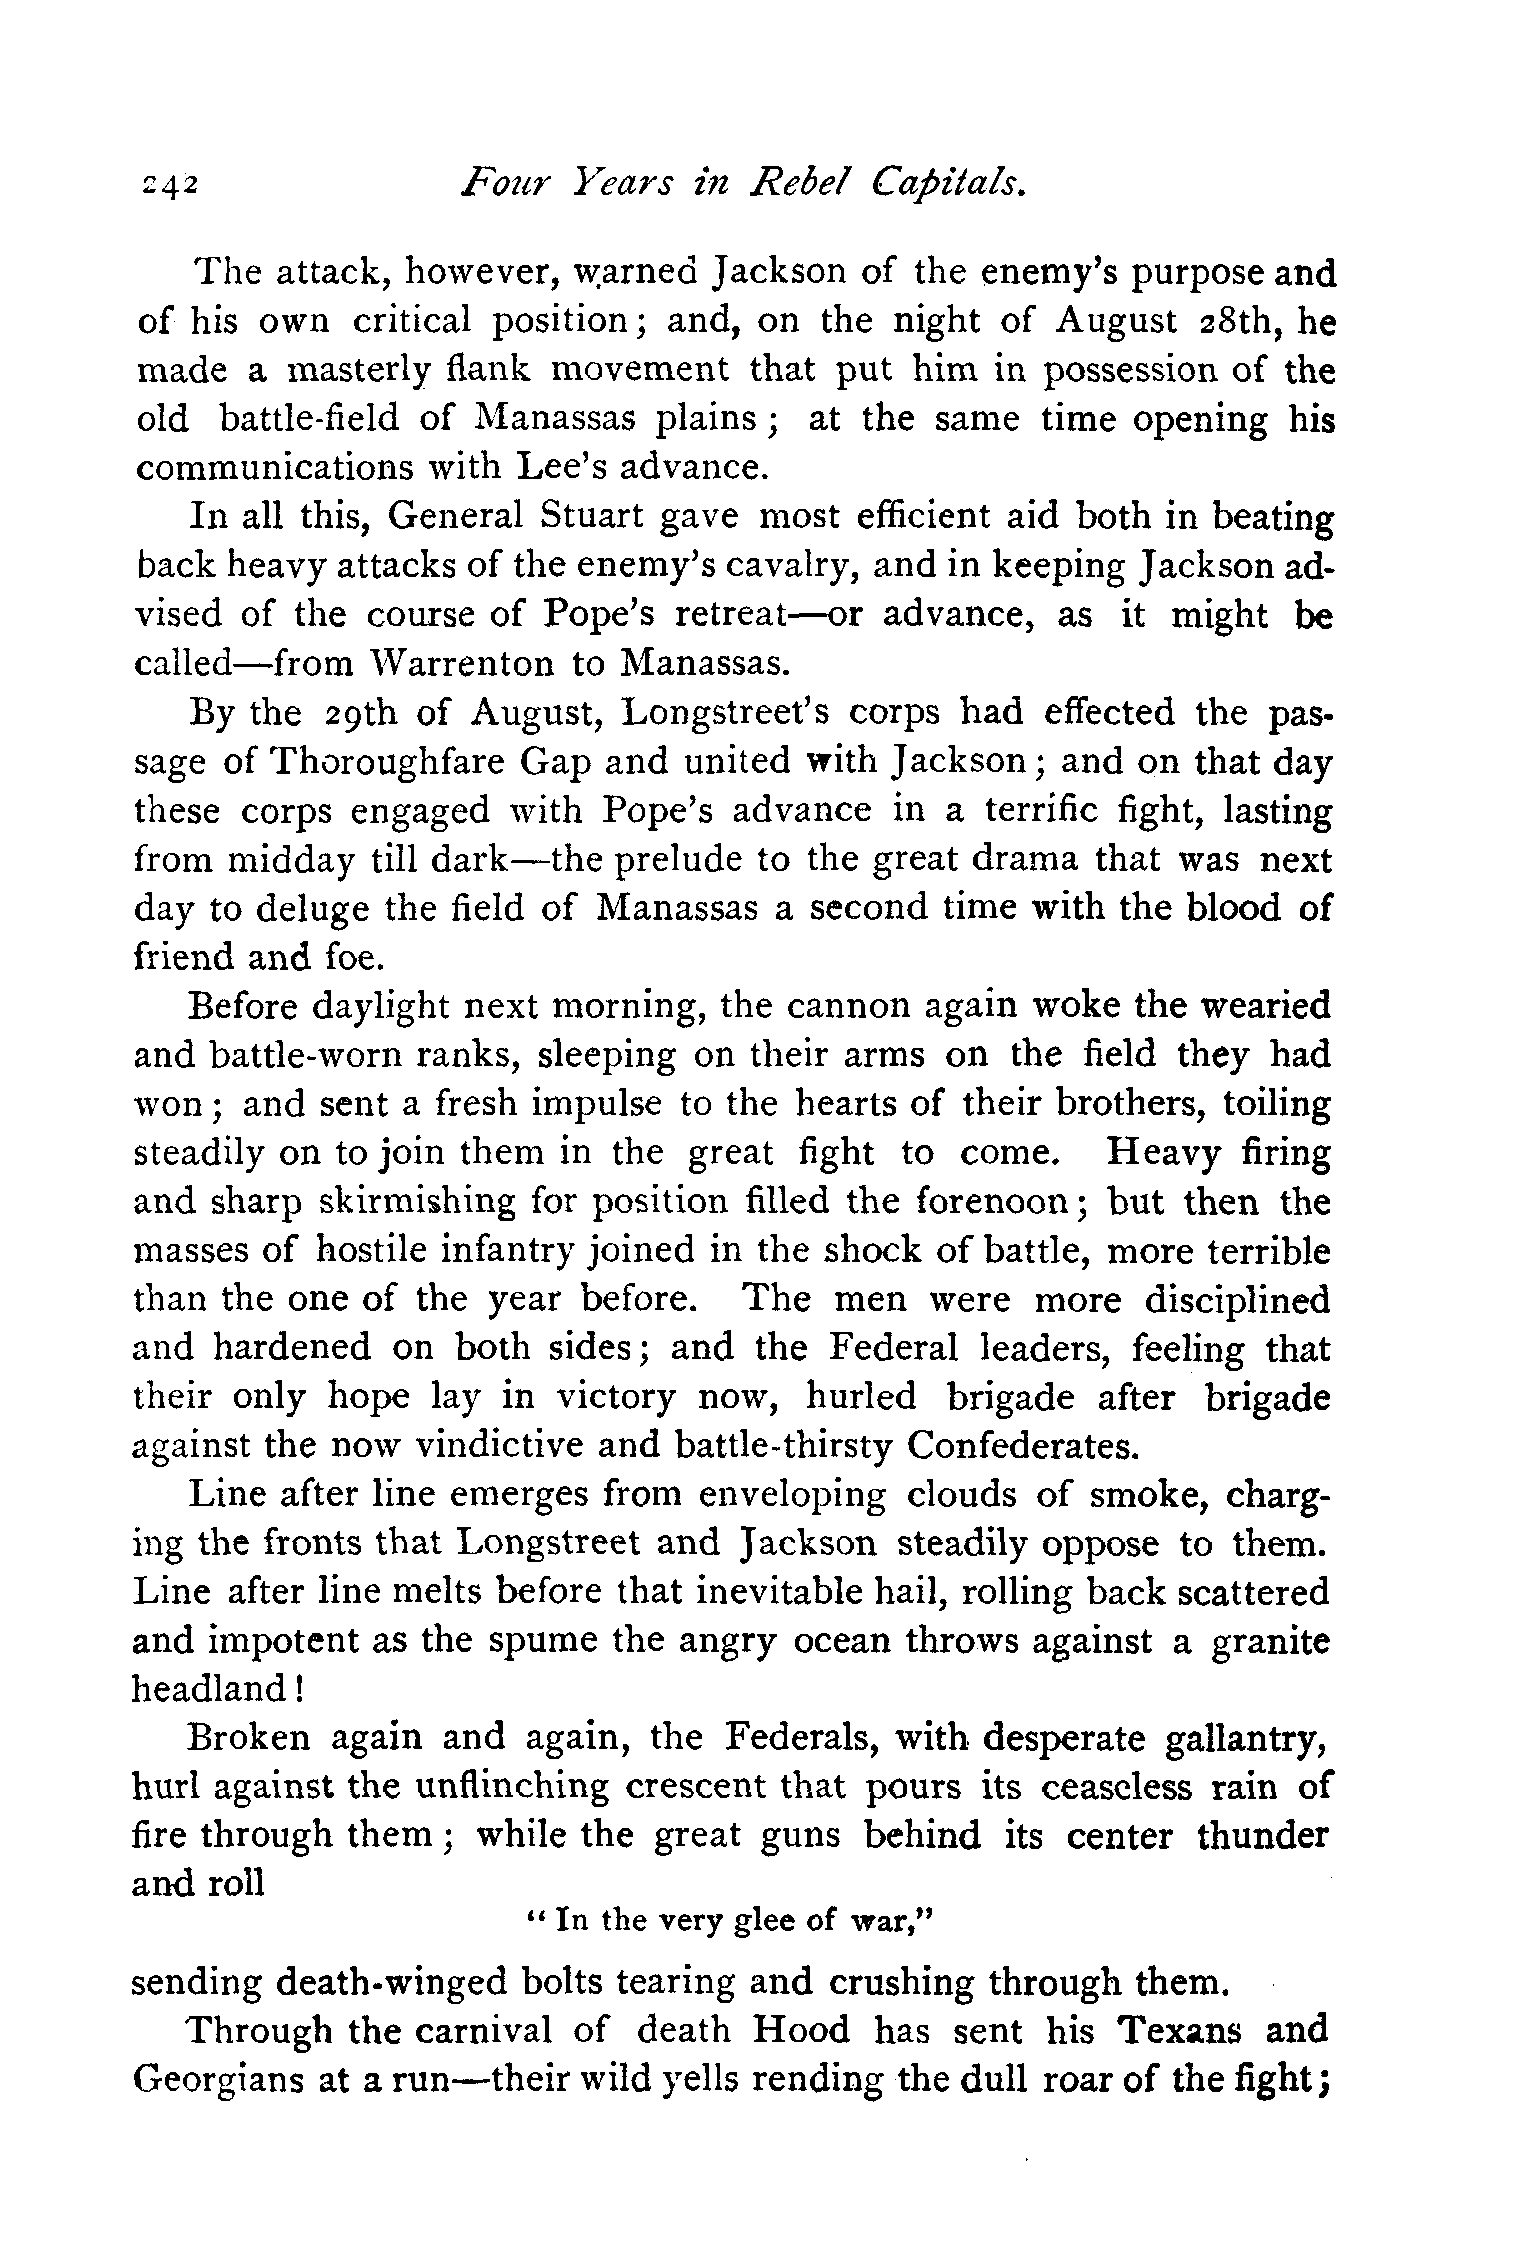 242 Four Years in Rebel Capitals.
The attack, however, warned Jackson of the enemy's purpose and
of his own critical position; and, on the night of August 28th, he
made a masterly flank movement that put him in possession of the
old battle-field of Manassas plains; at the same time opening his
communications with Lee's advance.
In all this, General Stuart gave most efficient aid both in beating
back heavy attacks of the enemy's cavalry, and in keeping Jackson ad-
vised of the course of Pope's retreat—or advance, as it might be
called—from Warrenton to Manassas.
By the 29th of August, Longstreet's corps had effected the pas-
sage of Thoroughfare Gap and united with Jackson; and on that day
these corps engaged with Pope's advance in a terrific fight, lasting
from midday till dark—the prelude to the great drama that was next
day to deluge the field of Manassas a second time with the blood of
friend and foe.
Before daylight next morning, the cannon again woke the wearied
and battle-worn ranks, sleeping on their arms on the field they had
won; and sent a fresh impulse to the hearts of their brothers, toiling
steadily on to join them in the great fight to come. Heavy firing
and sharp skirmishing for position filled the forenoon; but then the
masses of hostile infantry joined in the shock of battle, more terrible
than the one of the year before. The men were more disciplined
and hardened on both sides; and the Federal leaders, feeling that
their only hope lay in victory now, hurled brigade after brigade
against the now vindictive and battle-thirsty Confederates.
Line after line emerges from enveloping clouds of smoke, charg-
ing the fronts that Longstreet and Jackson steadily oppose to them.
Line after line melts before that inevitable hail, rolling back scattered
and impotent as the spume the angry ocean throws against a granite
headland!
Broken again and again, the Federals, with desperate gallantry,
hurl against the unflinching crescent that pours its ceaseless rain of
fire through them; while the great guns behind its center thunder
and roll
"In the very glee of war,"
sending death-winged bolts tearing and crushing through them.
Through the carnival of death Hood has sent his Texans and
Georgians at a run—their wild yells rending the dull roar of the fight;